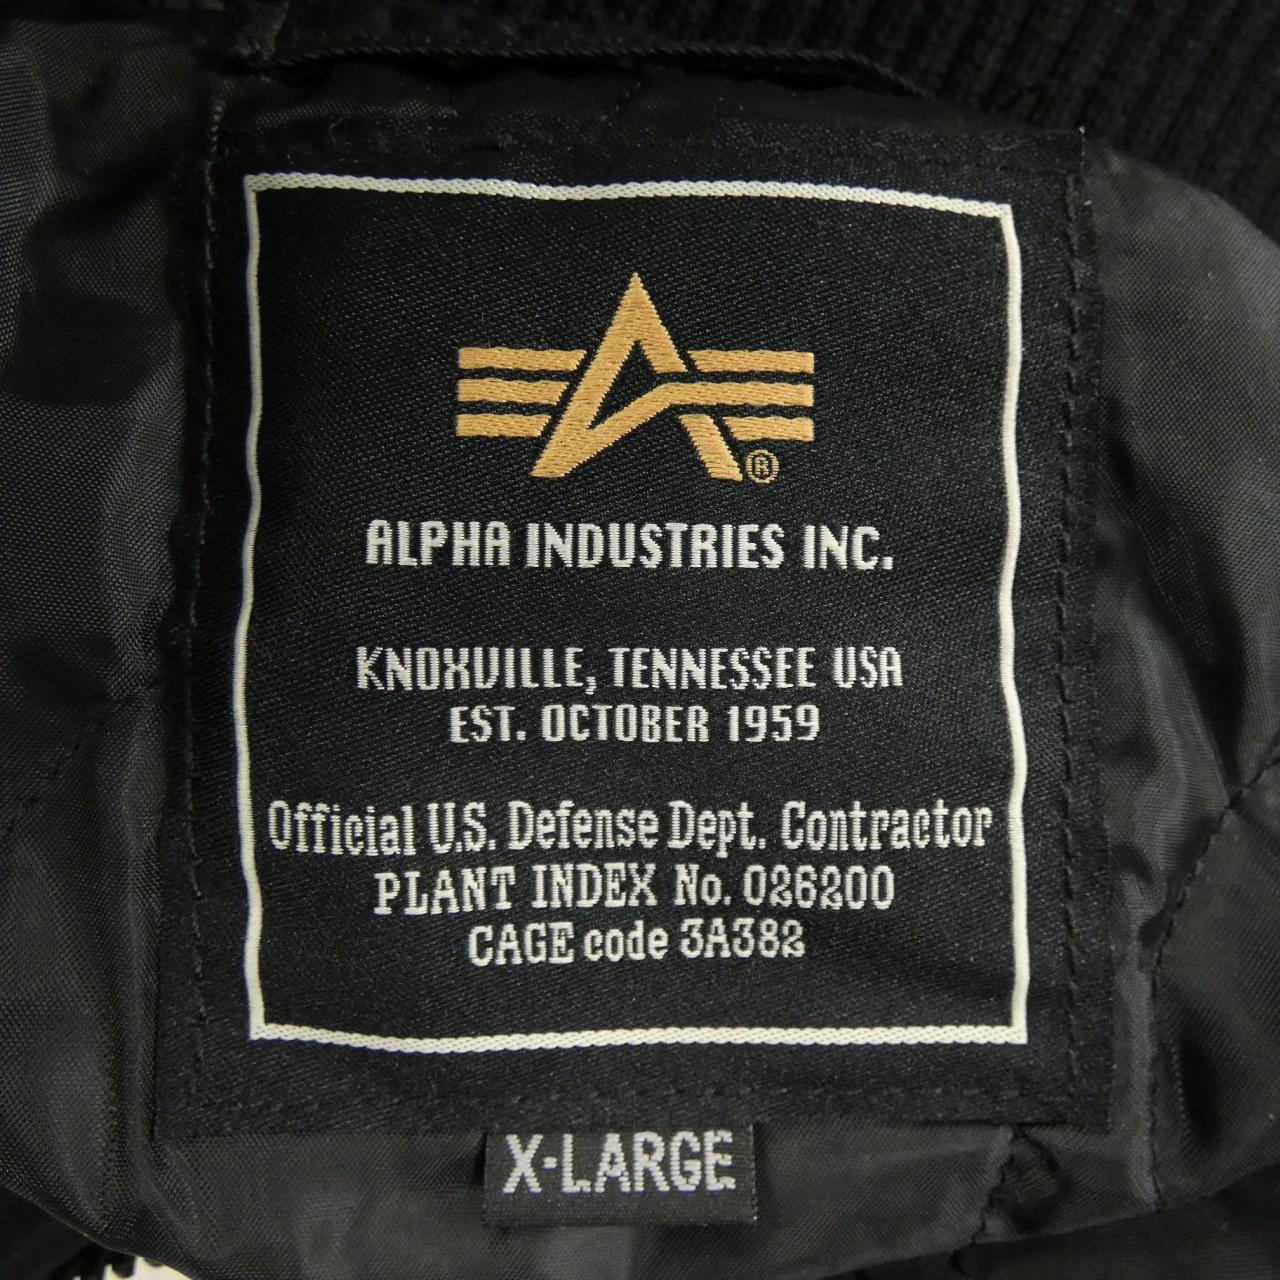 ®
ALPHA INDUSTRIES INC.
KNOXVILLE, TENNESSEE USA
EST. OCTOBER 1959
Official U.S. Defense Dept. Contractor
PLANT INDEX No. 026200
CAGE code 3A382
X-LARGE